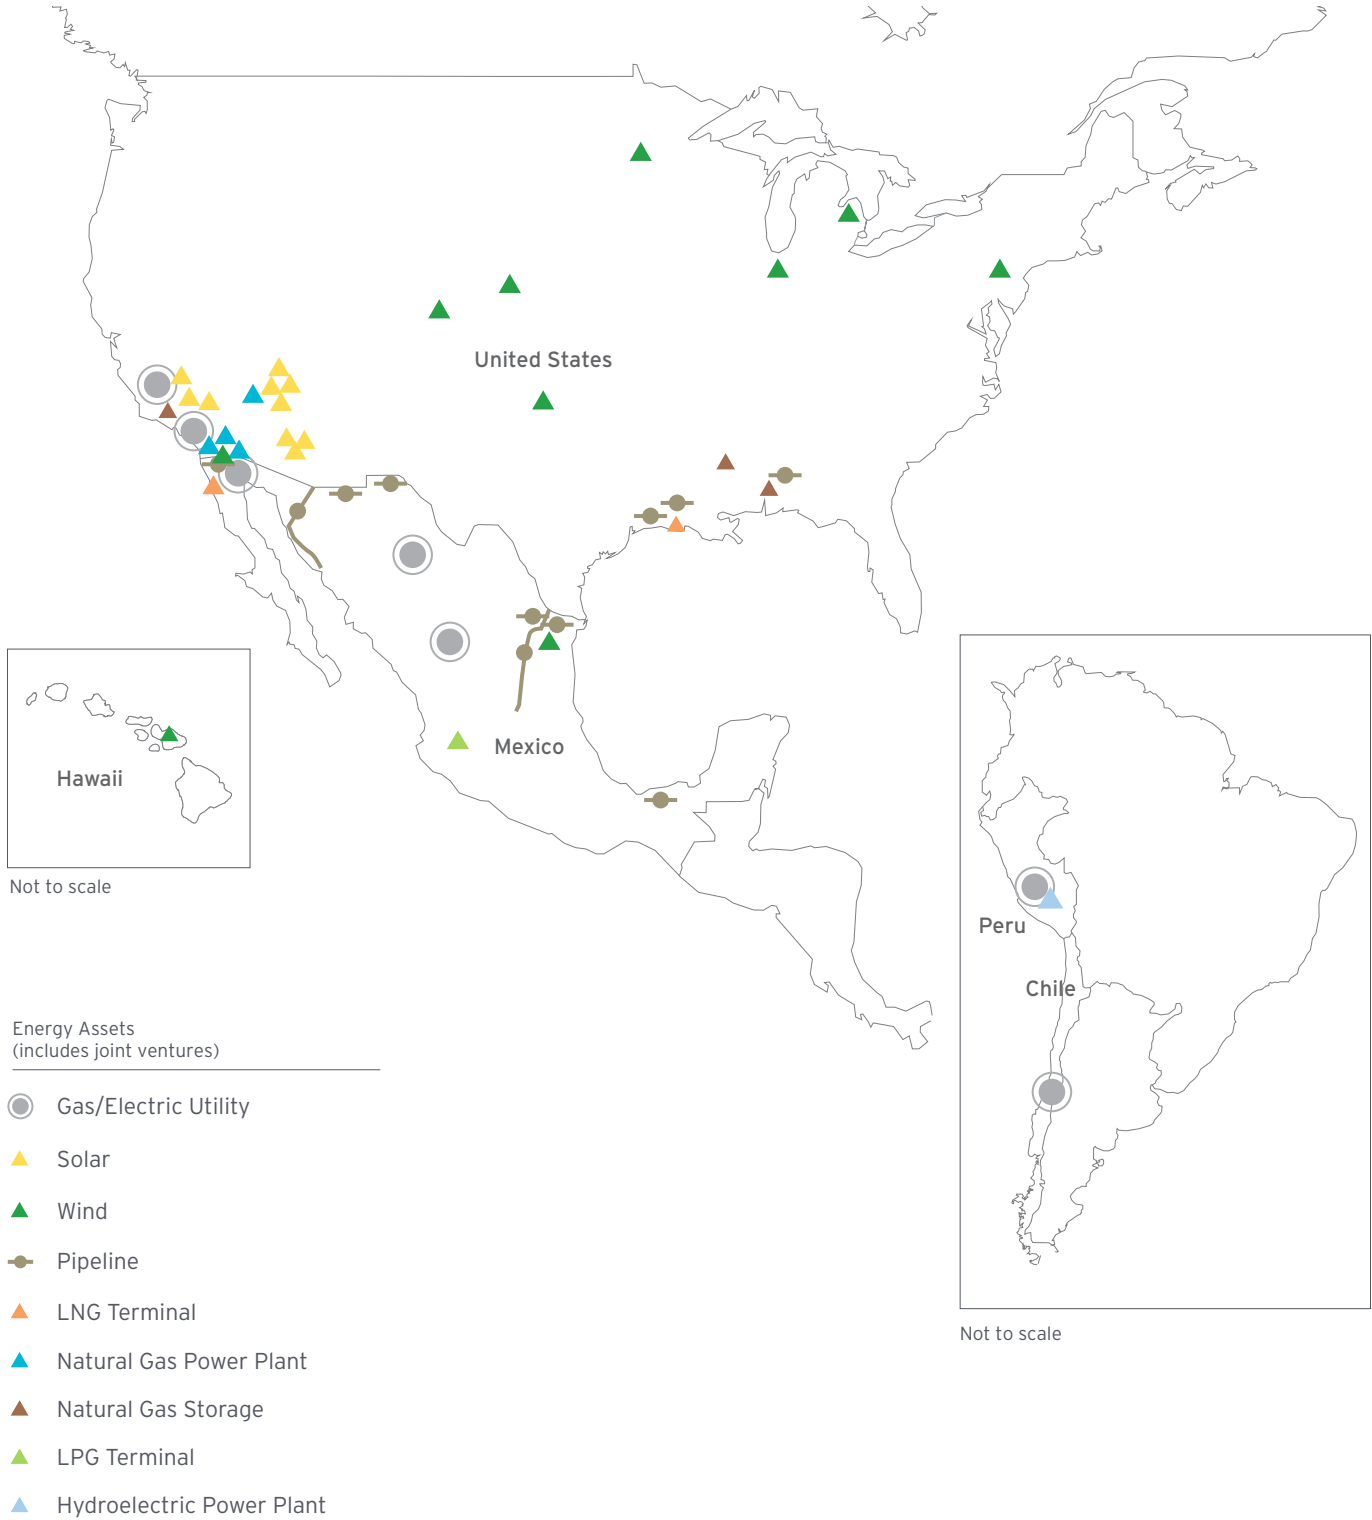 United States
Mexico
Hawaii
Not to scale
Peru
Chile
Not to scale
Energy Assets
(includes joint ventures)
Gas/Electric Utility
Solar
Wind
Pipeline
LNG Terminal
Natural Gas Power Plant
Natural Gas Storage
LPG Terminal
Hydroelectric Power Plant